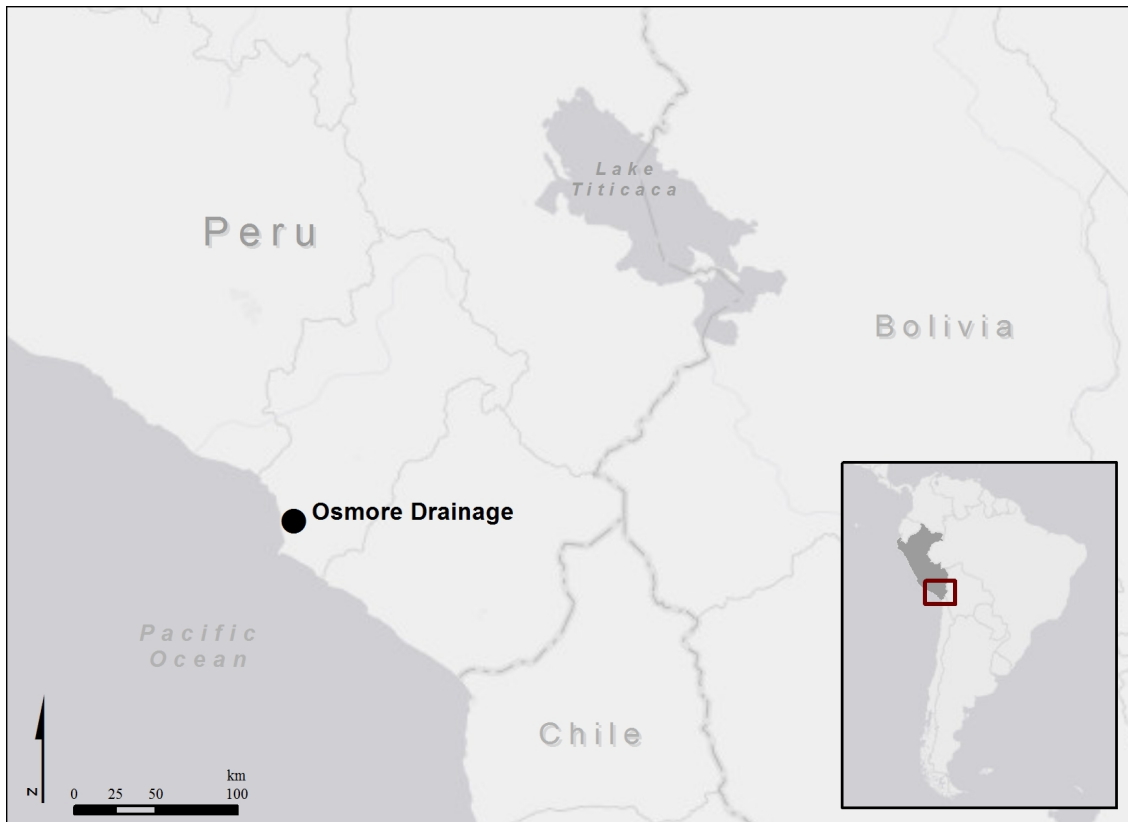 Lake
Titicaca
Peru
Bolivia
Osmore Drainage
Pacific
Ocean
Chile
N
km
0 25 50 100